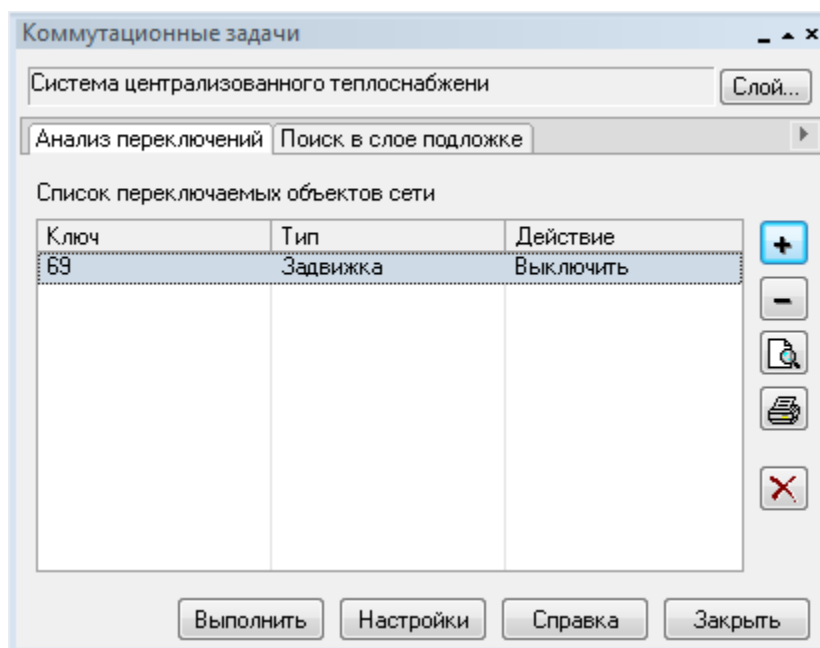 Коммутационные задачи
Система централизованного теплоснабжени
Слой...
Анализ переключений Поиск в слое подложке
Список переключаемых объектов сети
Ключ Тип Действие
69 Задвижка Выключить
Выполнить Настройки Справка Закрыть